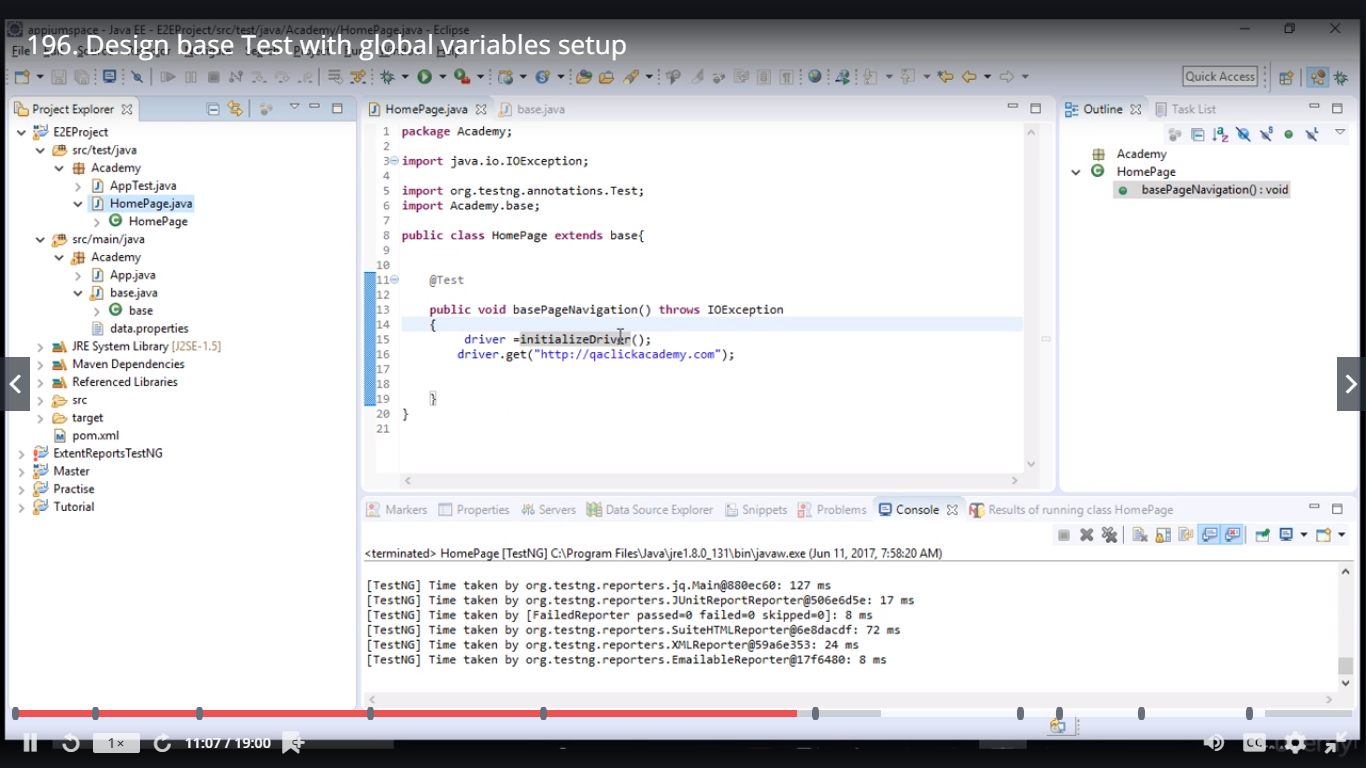 appiumspace - Java EE - E2EProject/src/test/java/Academy/HomePage.java - Eclipse
196. Design base Test with global variables setup
File
Quick Access
Project Explorer
E2EProject
src/test/java
Academy
AppTest.java
HomePage.java
HomePage
src/main/java
Academy
App.java
base.java
base
data.properties
JRE System Library [J2SE-1.5]
Maven Dependencies
Referenced Libraries
src
target
pom.xml
ExtentReportsTestNG
Master
Practise
Tutorial
HomePage.java base.java
1 package Academy;
2
3 import java.io.IOException;
4
5 import org.testng.annotations.Test;
6 import Academy.base;
7
8 public class HomePage extends base{
9
10
11 @Test
12
13 public void basePageNavigation() throws IOException
14 {
15 driver =initializeDriver();
16 driver.get("http://qaclickacademy.com");
17
18
19 }
20 }
21
Outline Task List
Academy
HomePage
basePageNavigation() : void
Markers Properties Servers Data Source Explorer Snippets Problems Console Results of running class HomePage
<terminated> HomePage [TestNG] C:\Program Files\Java\jre1.8.0_131\bin\javaw.exe (Jun 11, 2017, 7:58:20 AM)
[TestNG] Time taken by org.testng.reporters.jq.Main@880ec60: 127 ms
[TestNG] Time taken by org.testng.reporters.JUnitReportReporter@506e6d5e: 17 ms
[TestNG] Time taken by [FailedReporter passed=0 failed=0 skipped=0]: 8 ms
[TestNG] Time taken by org.testng.reporters.SuiteHTMLReporter@6e8dacdf: 72 ms
[TestNG] Time taken by org.testng.reporters.XMLReporter@59a6e353: 24 ms
[TestNG] Time taken by org.testng.reporters.EmailableReporter@17f6480: 8 ms
1× 11:07 / 19:00 CC